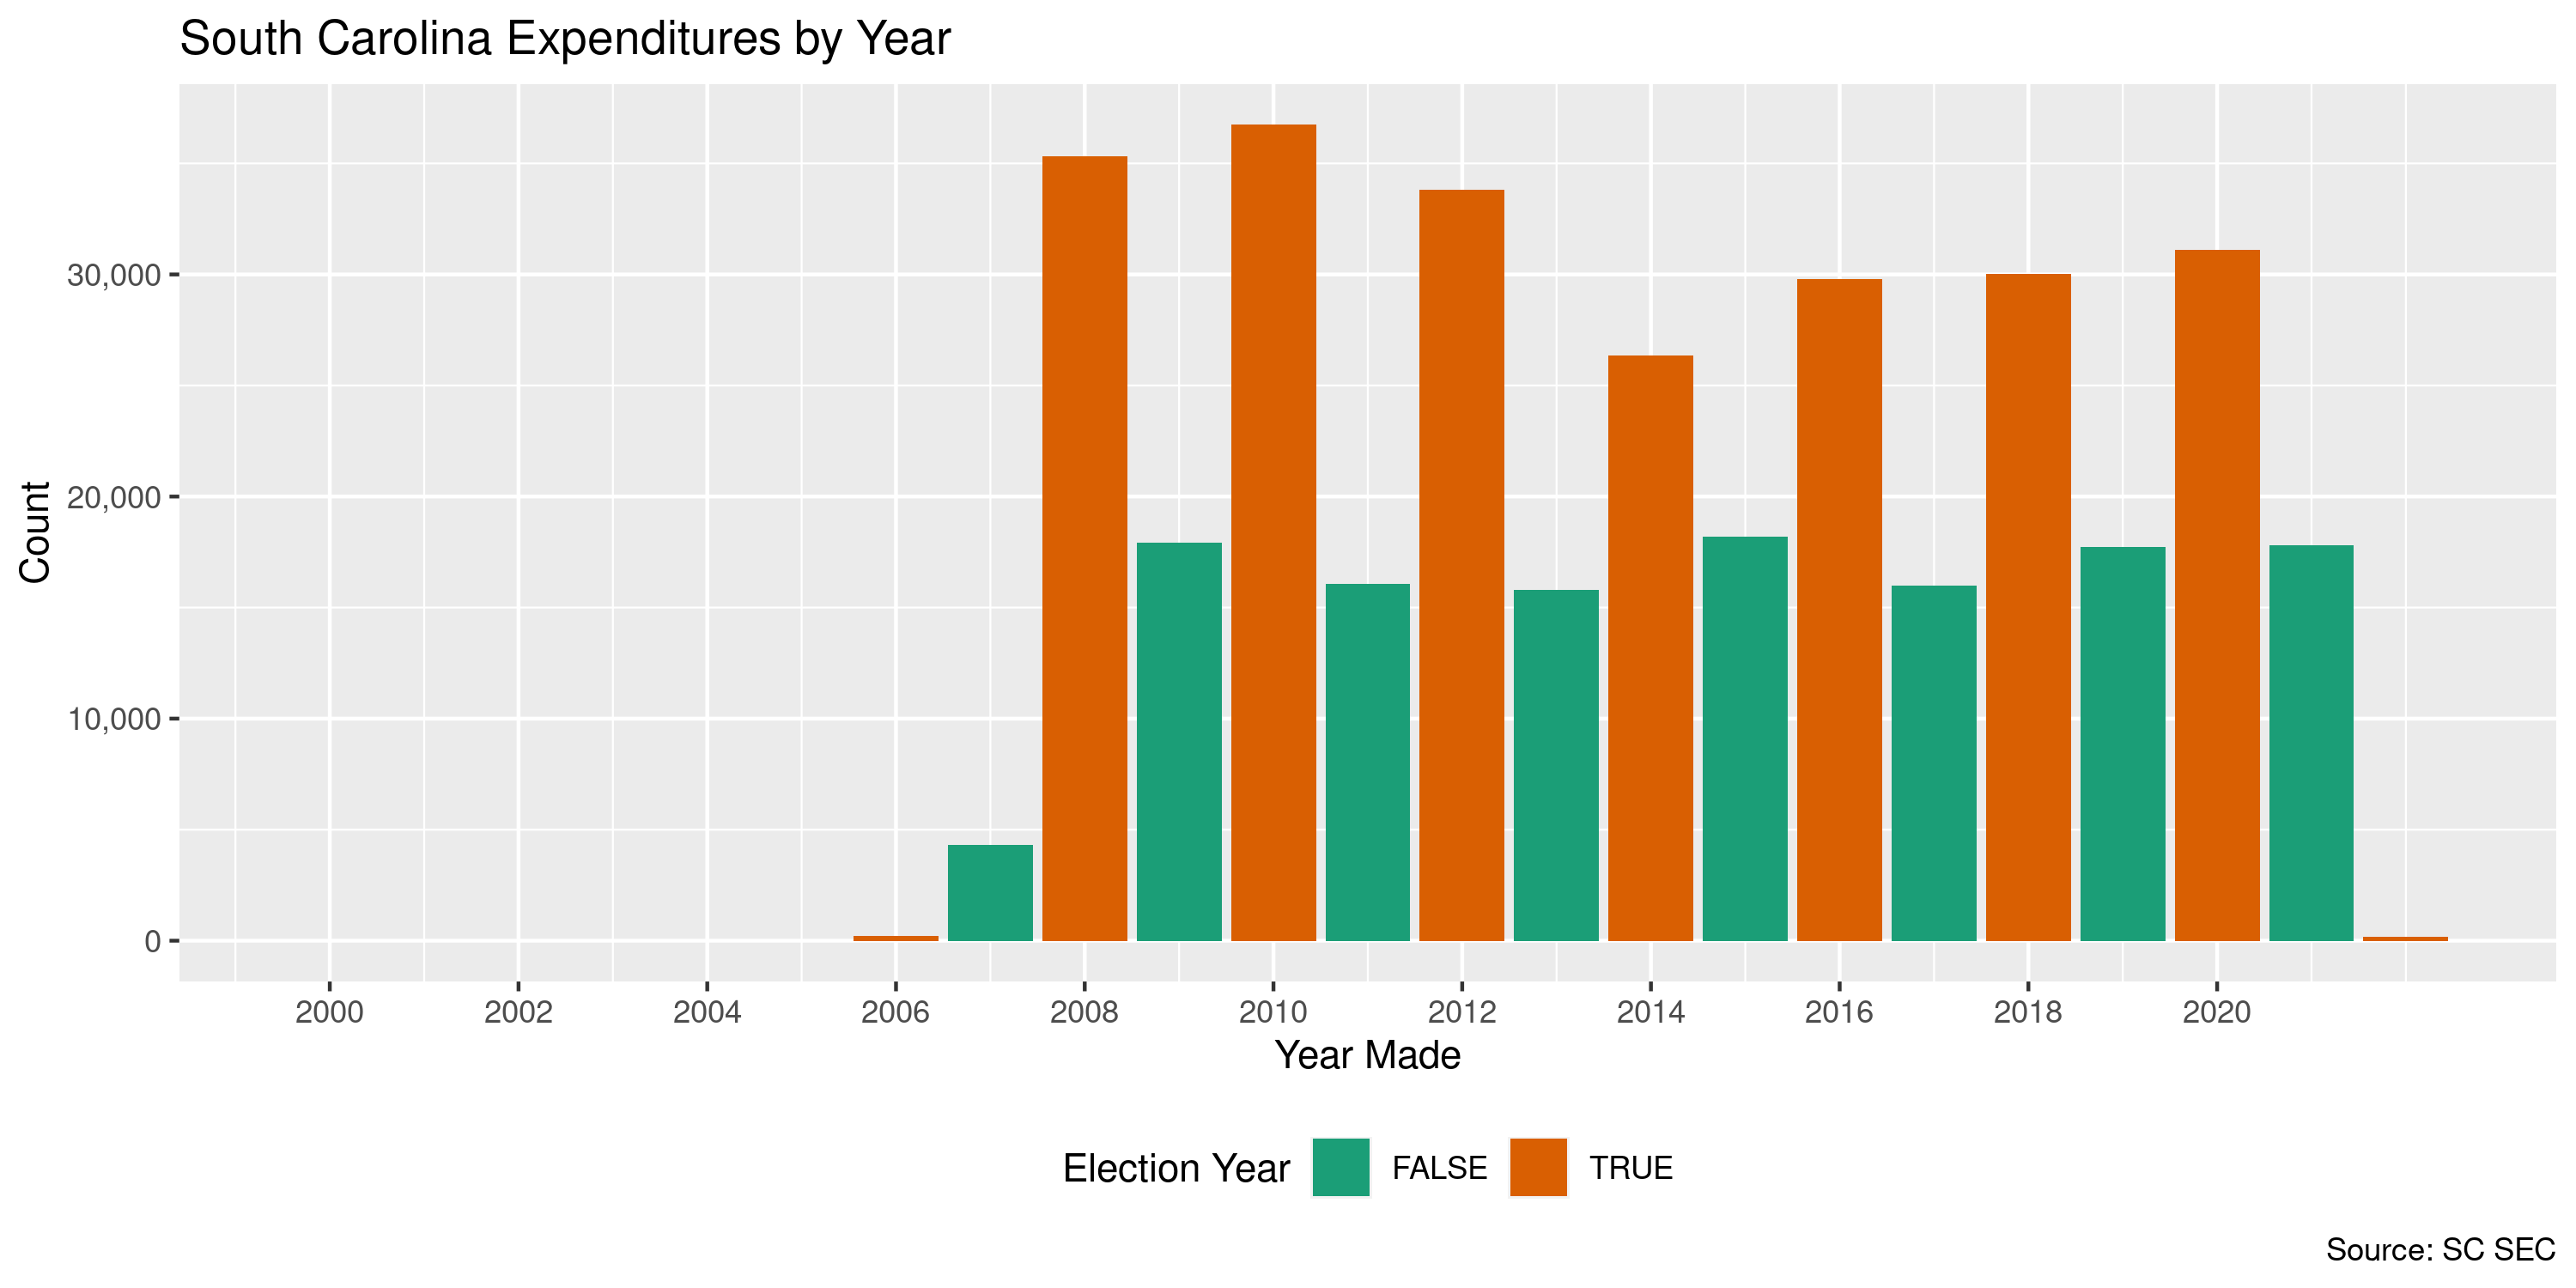 South Carolina Expenditures by Year
Count
30,000
20,000
10,000
0
2000 2002 2004 2006 2008 2010 2012 2014 2016 2018 2020
Year Made
Election Year FALSE TRUE
Source: SC SEC